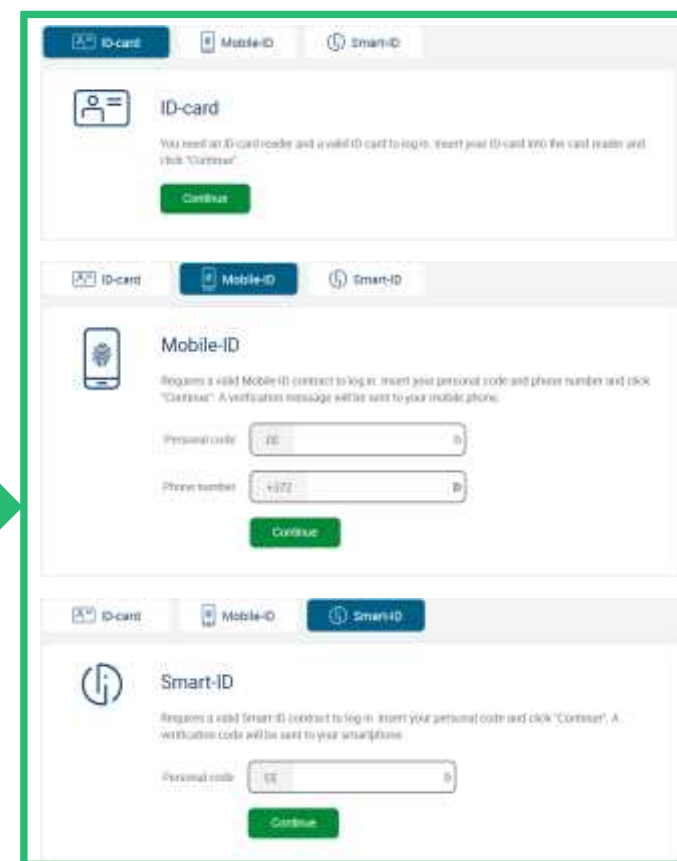 ID-card Mobile-ID Smart-ID
ID-card
You need an ID-card reader and a valid ID-card to log in. Insert your ID-card into the card reader and
click "Continue".
Continue
ID-card Mobile-ID Smart-ID
Mobile-ID
Requires a valid Mobile-ID contract to log in. Insert your personal code and phone number and click
"Continue". A verification message will be sent to your mobile phone.
Personal code EE
Phone number +372
Continue
ID-card Mobile-ID Smart-ID
Smart-ID
Requires a valid Smart-ID contract to log in. Insert your personal code and click "Continue". A
verification code will be sent to your smartphone.
Personal code EE
Continue